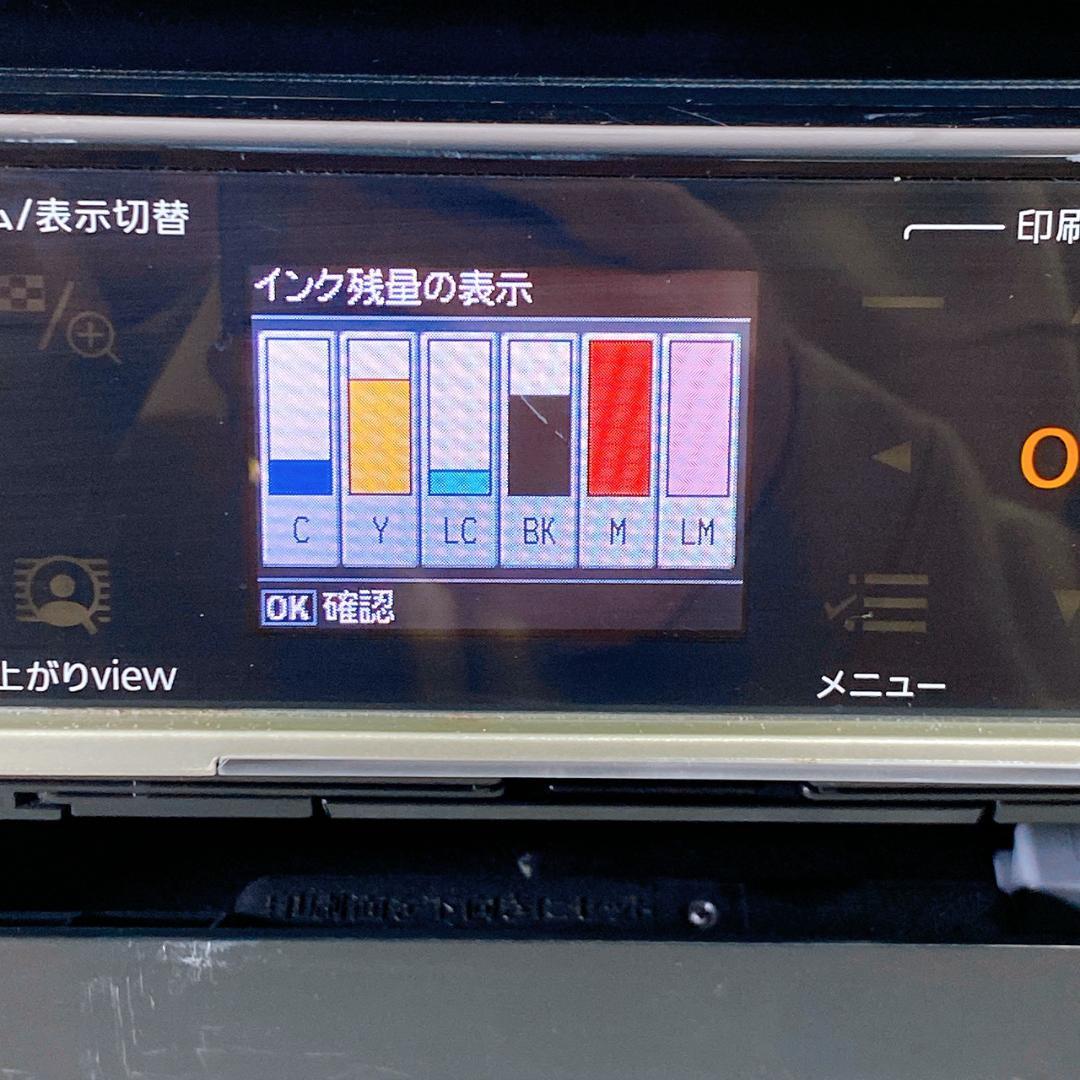 ム/表示切替
印刷
インク残量の表示
C Y LC BK M LM
OK 確認
上がりview
メニュー